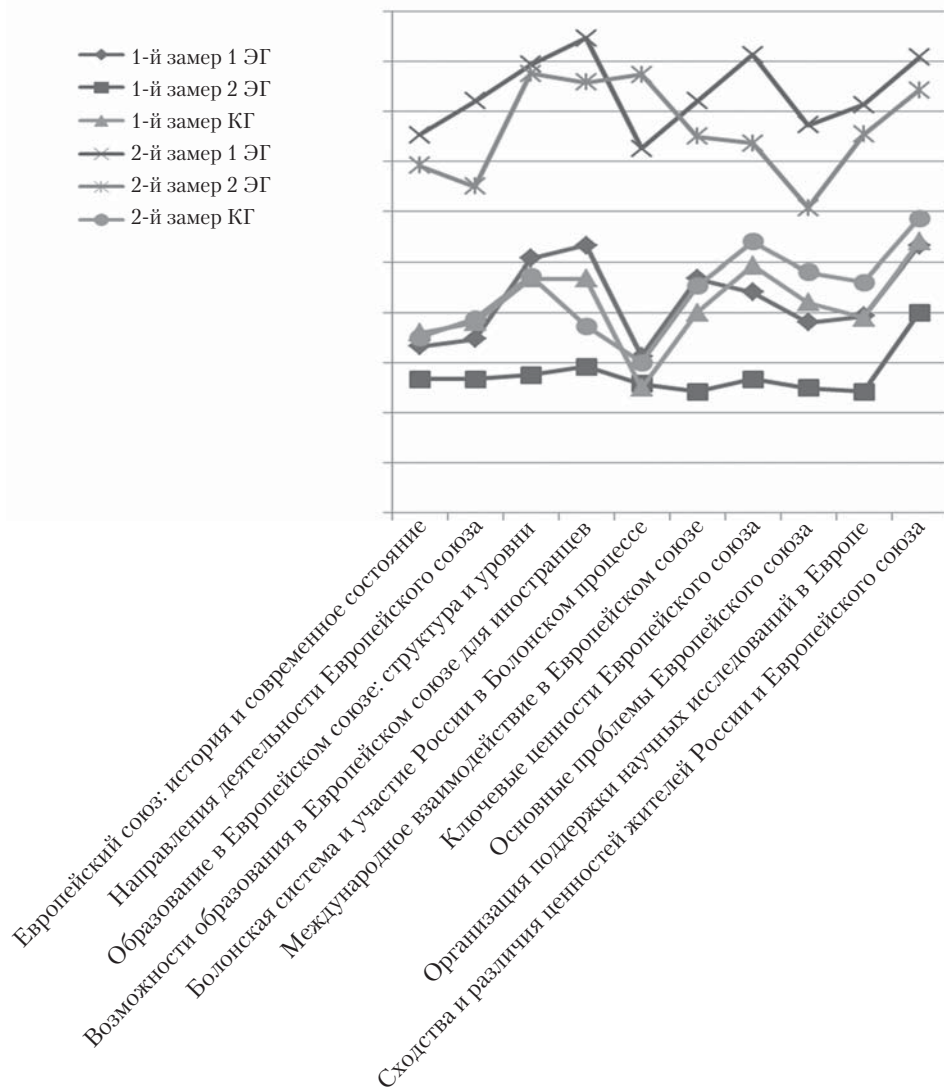 1-й замер 1 ЭГ
1-й замер 2 ЭГ
1-й замер КГ
2-й замер 1 ЭГ
2-й замер 2 ЭГ
2-й замер КГ
Европейский союз: история и современное состояние
Направления деятельности Европейского союза
Образование в Европейском союзе: структура и уровни
Возможности образования в Европейском союзе для иностранцев
Болонская система и участие России в Болонском процессе
Международное взаимодействие в Европейском союзе
Ключевые ценности Европейского союза
Основные проблемы Европейского союза
Организация поддержки научных исследований в Европе
Сходства и различия ценностей жителей России и Европейского союза